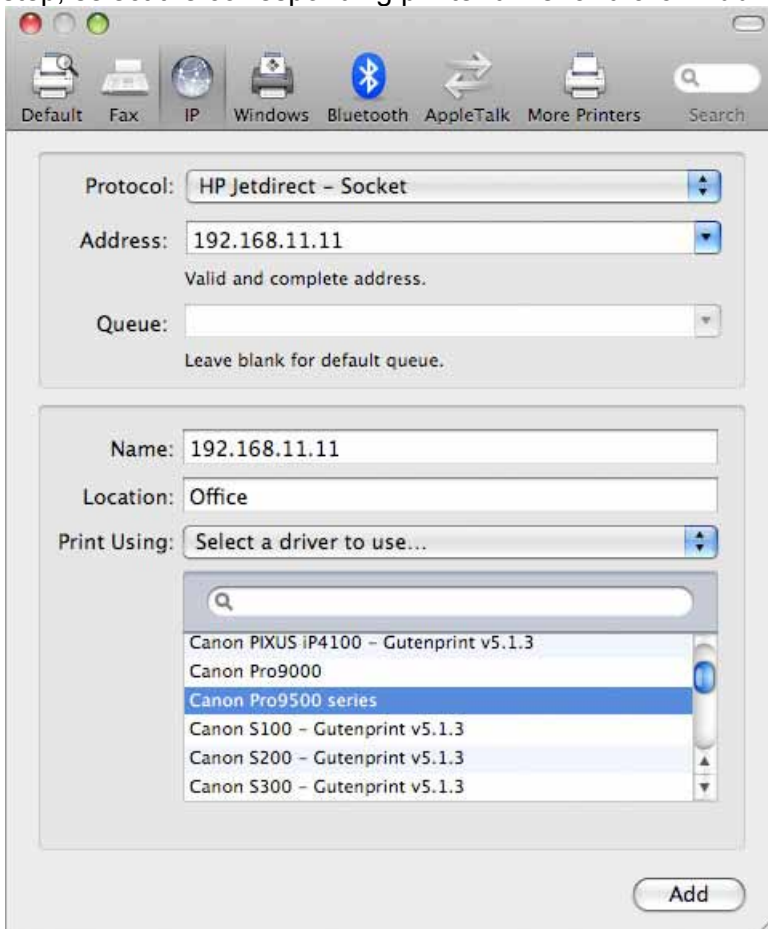 Default Fax IP Windows Bluetooth AppleTalk More Printers Search
Protocol: HP Jetdirect – Socket
Address: 192.168.11.11
Valid and complete address.
Queue:
Leave blank for default queue.
Name: 192.168.11.11
Location: Office
Print Using: Select a driver to use...
Canon PIXUS iP4100 – Gutenprint v5.1.3
Canon Pro9000
Canon Pro9500 series
Canon S100 – Gutenprint v5.1.3
Canon S200 – Gutenprint v5.1.3
Canon S300 – Gutenprint v5.1.3
Add